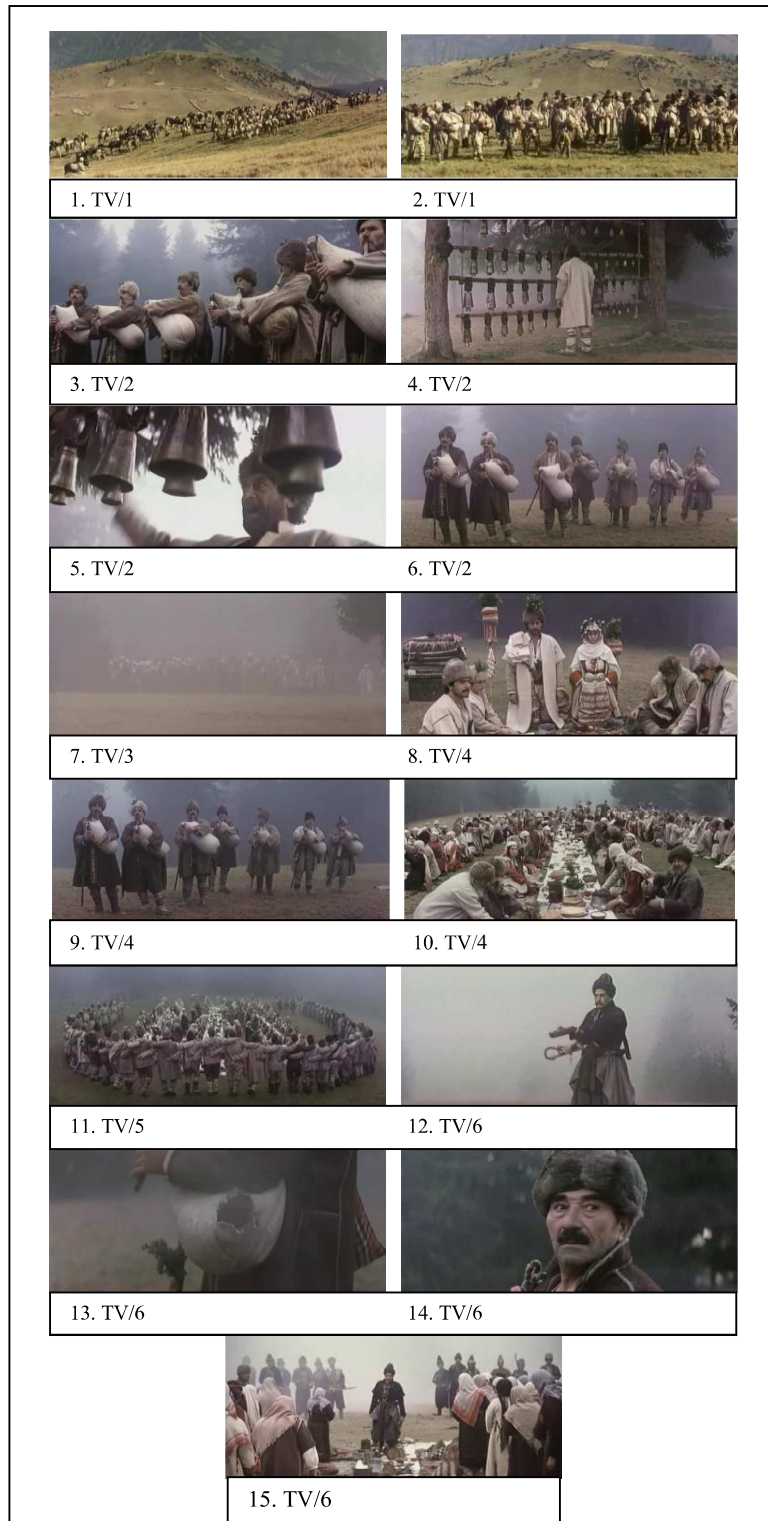 1. TV/1 2. TV/1
3. TV/2 4. TV/2
5. TV/2 6. TV/2
7. TV/3 8. TV/4
9. TV/4 10. TV/4
11. TV/5 12. TV/6
13. TV/6 14. TV/6
15. TV/6